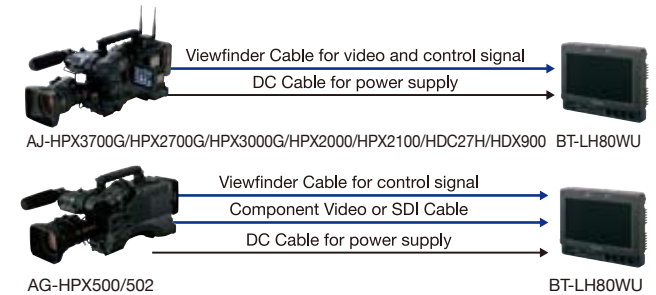 Viewfinder Cable for video and control signal
DC Cable for power supply
AJ-HPX3700G/HPX2700G/HPX3000G/HPX2000/HPX2100/HDC27H/HDX900 BT-LH80WU
Viewfinder Cable for control signal
Component Video or SDI Cable
DC Cable for power supply
AG-HPX500/502 BT-LH80WU